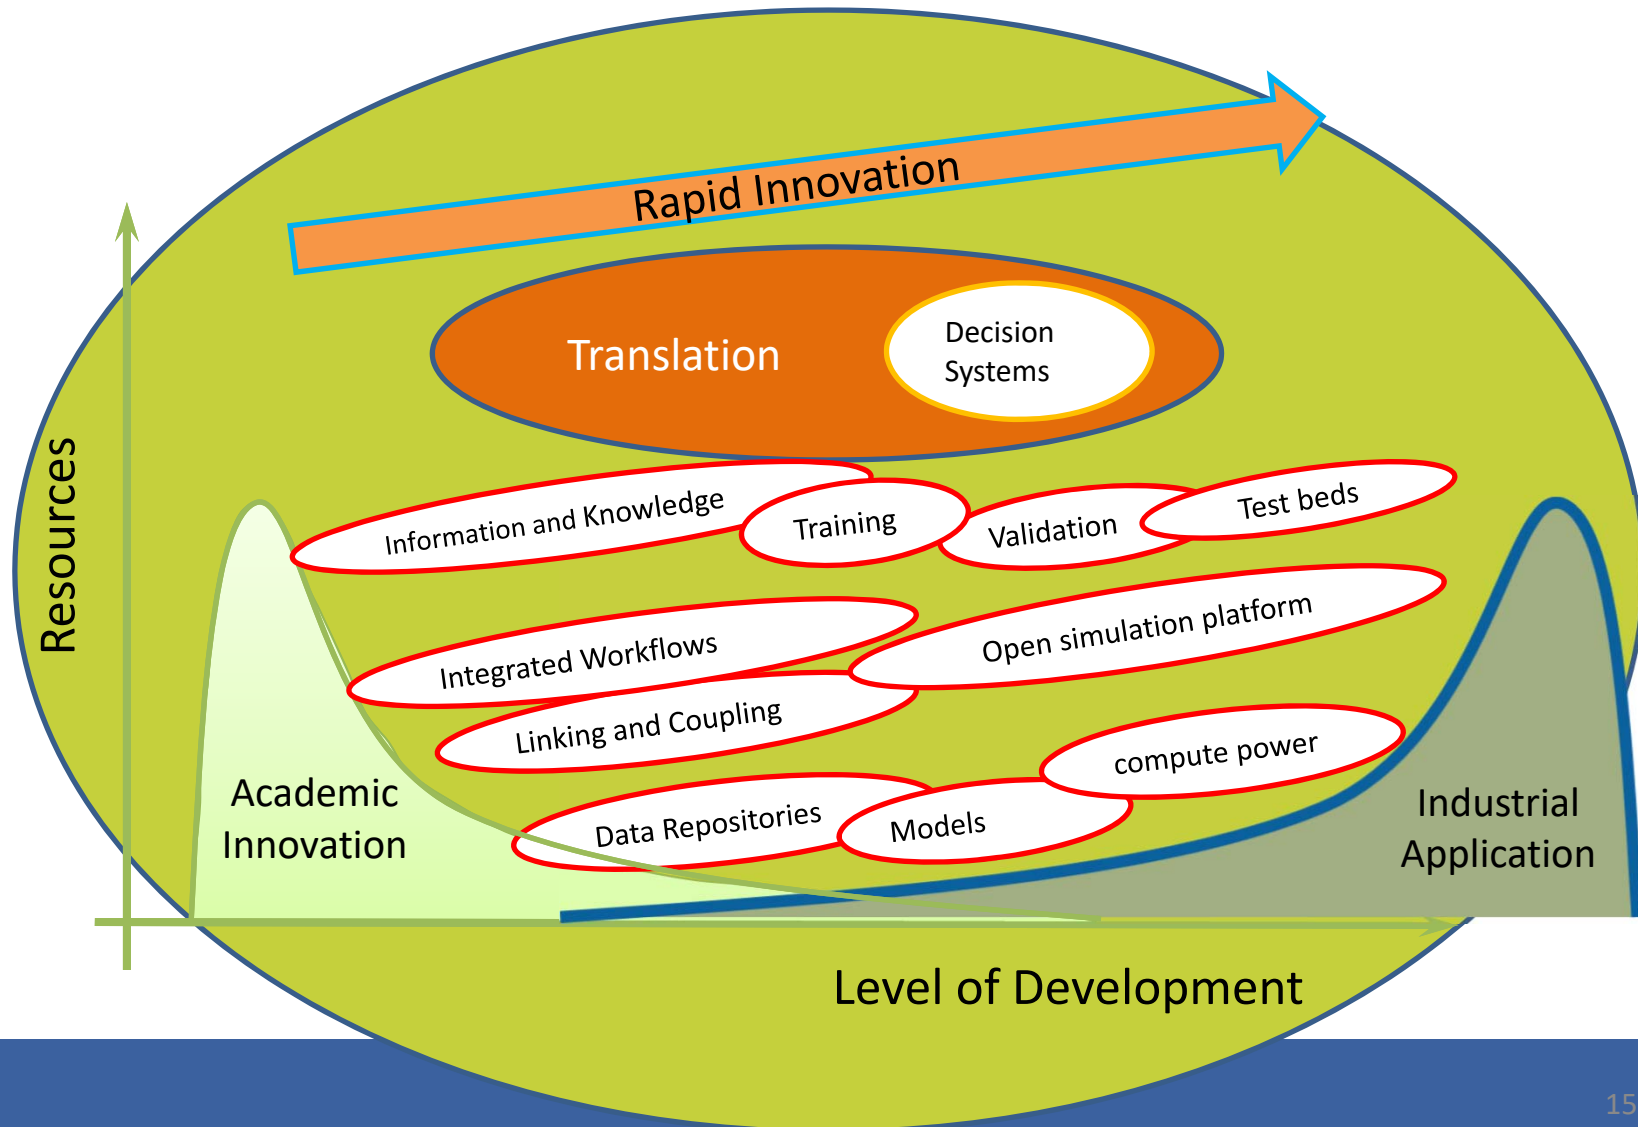 Rapid Innovation
Translation
Decision
Systems
Resources
Information and Knowledge
Training
Validation
Test beds
Integrated Workflows
Open simulation platform
Linking and Coupling
compute power
Data Repositories
Models
Academic
Innovation
Industrial
Application
Level of Development
15